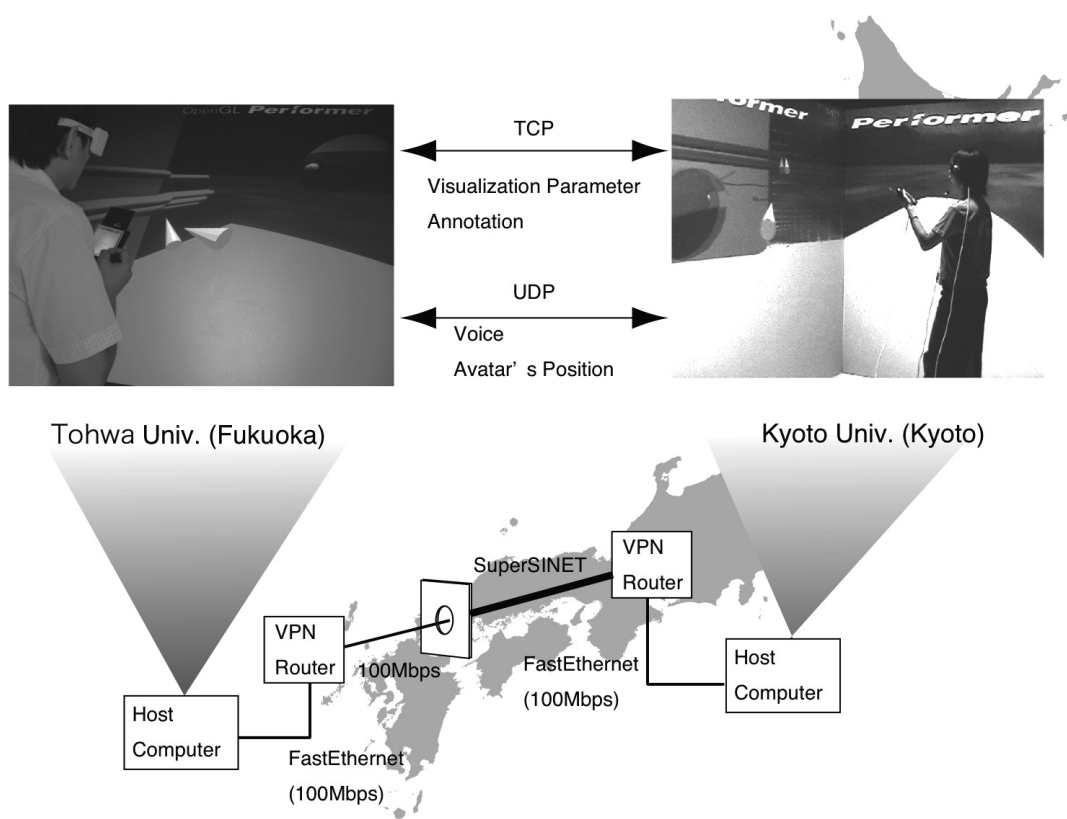 OpenGL Performer
former
Performer
TCP
Visualization Parameter
Annotation
UDP
Voice
Avatar’ s Position
Tohwa Univ. (Fukuoka)
Kyoto Univ. (Kyoto)
SuperSINET
VPN
Router
VPN
Router
100Mbps
FastEthernet
(100Mbps)
Host
Computer
Host
Computer
FastEthernet
(100Mbps)